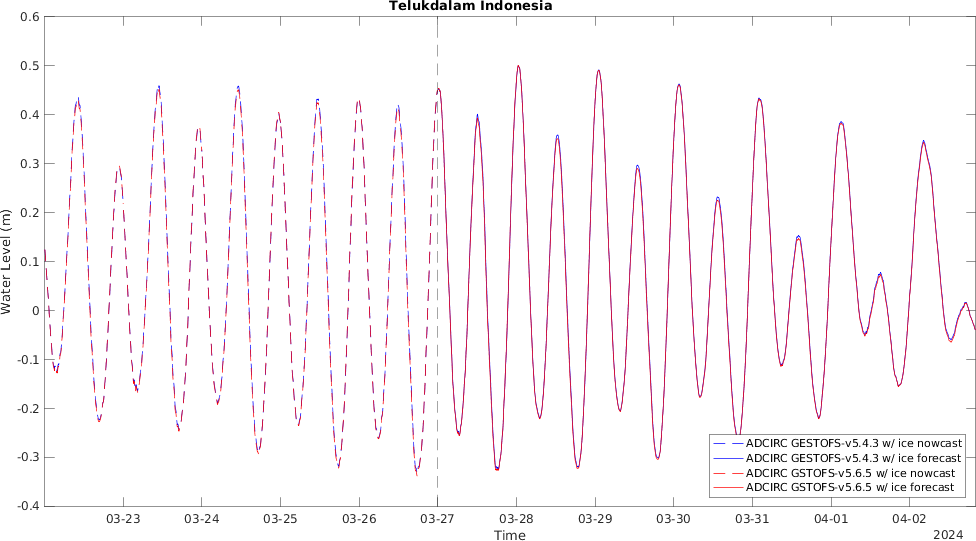 Telukdalam Indonesia
Water Level (m)
0.6
0.5
0.4
0.3
0.2
0.1
0
-0.1
-0.2
-0.3
-0.4
ADCIRC GESTOFS-v5.4.3 w/ ice nowcast
ADCIRC GESTOFS-v5.4.3 w/ ice forecast
ADCIRC GSTOFS-v5.6.5 w/ ice nowcast
ADCIRC GSTOFS-v5.6.5 w/ ice forecast
03-23 03-24 03-25 03-26 03-27 03-28 03-29 03-30 03-31 04-01 04-02
Time
2024